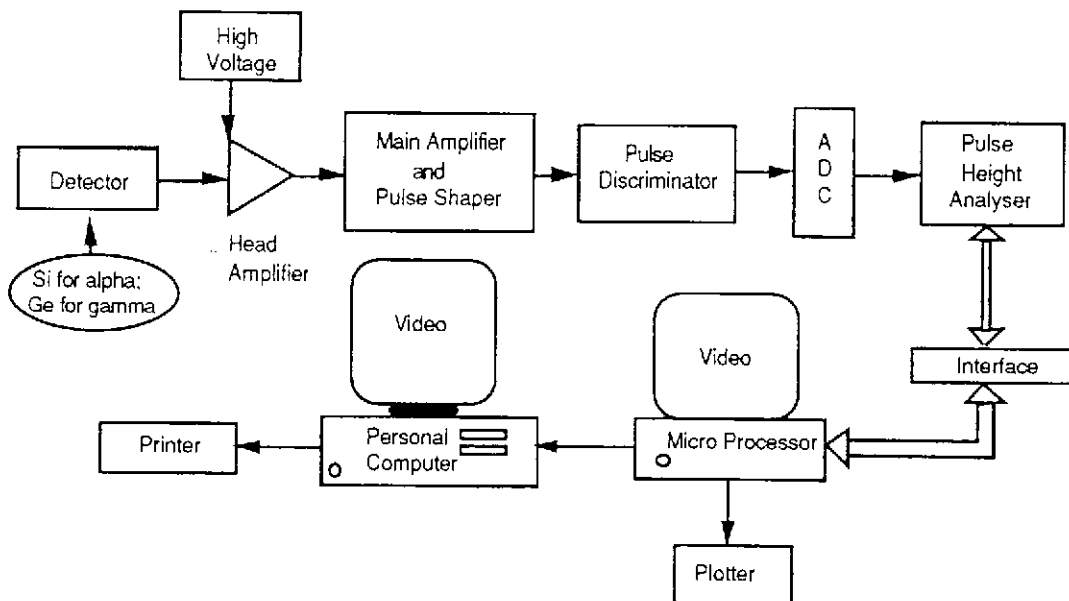 High
Voltage
Detector
Head
Amplifier
Main Amplifier
and
Pulse Shaper
Pulse
Discriminator
A
D
C
Pulse
Height
Analyser
Si for alpha;
Ge for gamma
Video
Video
Interface
Printer
Personal
Computer
Micro Processor
Plotter